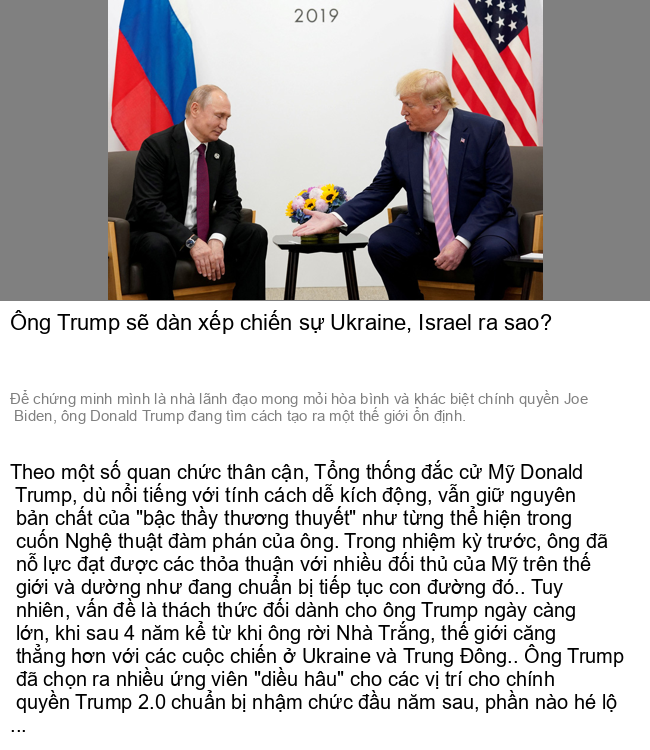 2019
Ông Trump sẽ dàn xếp chiến sự Ukraine, Israel ra sao?
Để chứng minh mình là nhà lãnh đạo mong mỏi hòa bình và khác biệt chính quyền Joe
Biden, ông Donald Trump đang tìm cách tạo ra một thế giới ổn định.
Theo một số quan chức thân cận, Tổng thống đắc cử Mỹ Donald
Trump, dù nổi tiếng với tính cách dễ kích động, vẫn giữ nguyên
bản chất của "bậc thầy thương thuyết" như từng thể hiện trong
cuốn Nghệ thuật đàm phán của ông. Trong nhiệm kỳ trước, ông đã
nỗ lực đạt được các thỏa thuận với nhiều đối thủ của Mỹ trên thế
giới và dường như đang chuẩn bị tiếp tục con đường đó.. Tuy
nhiên, vấn đề là thách thức đối dành cho ông Trump ngày càng
lớn, khi sau 4 năm kể từ khi ông rời Nhà Trắng, thế giới căng
thẳng hơn với các cuộc chiến ở Ukraine và Trung Đông.. Ông Trump
đã chọn ra nhiều ứng viên "diều hâu" cho các vị trí cho chính
quyền Trump 2.0 chuẩn bị nhậm chức đầu năm sau, phần nào hé lộ
...